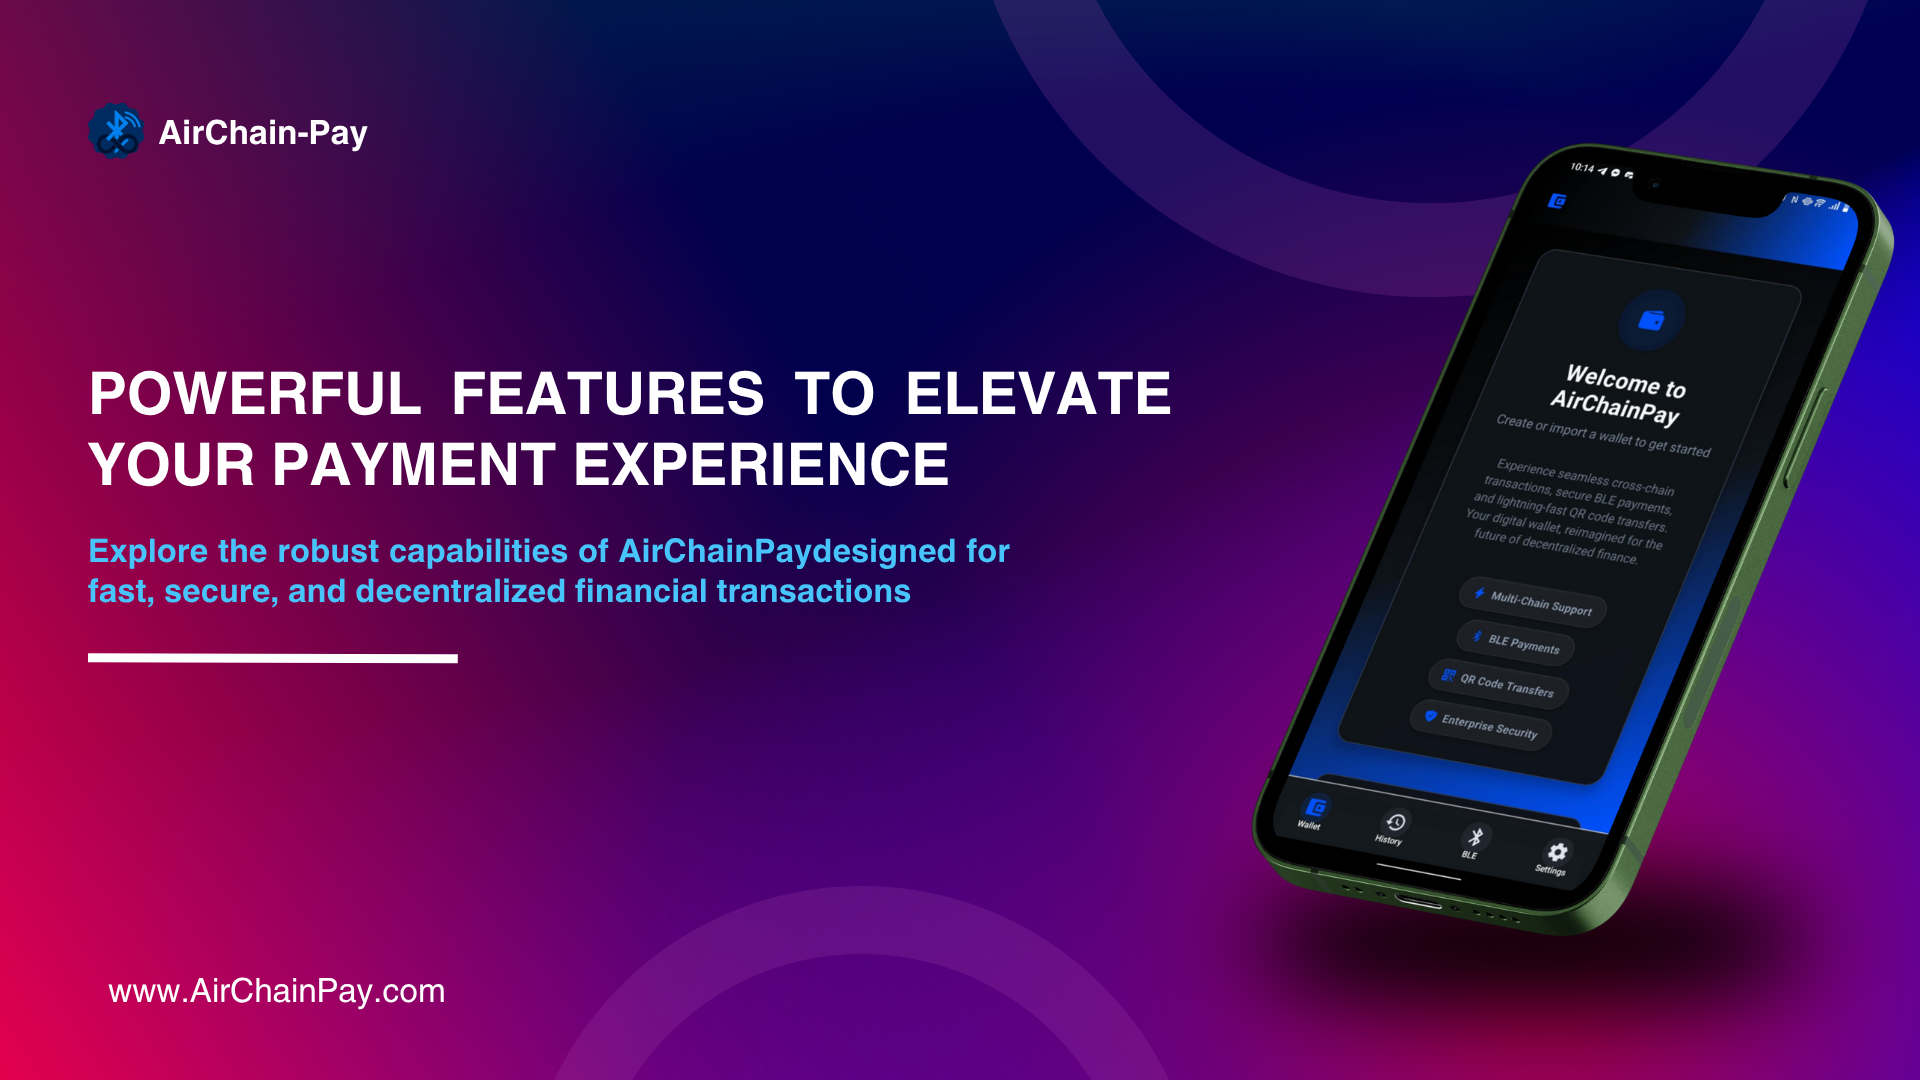 AirChain-Pay
POWERFUL FEATURES TO ELEVATE
YOUR PAYMENT EXPERIENCE
Explore the robust capabilities of AirChainPaydesigned for
fast, secure, and decentralized financial transactions
www.AirChainPay.com
10:14
Welcome to
AirChainPay
Create or import a wallet to get started
Experience seamless cross-chain
transactions, secure BLE payments,
and lightning-fast QR code transfers.
Your digital wallet, reimagined for the
future of decentralized finance.
Multi-Chain Support
BLE Payments
QR Code Transfers
Enterprise Security
Wallet
History
BLE
Settings